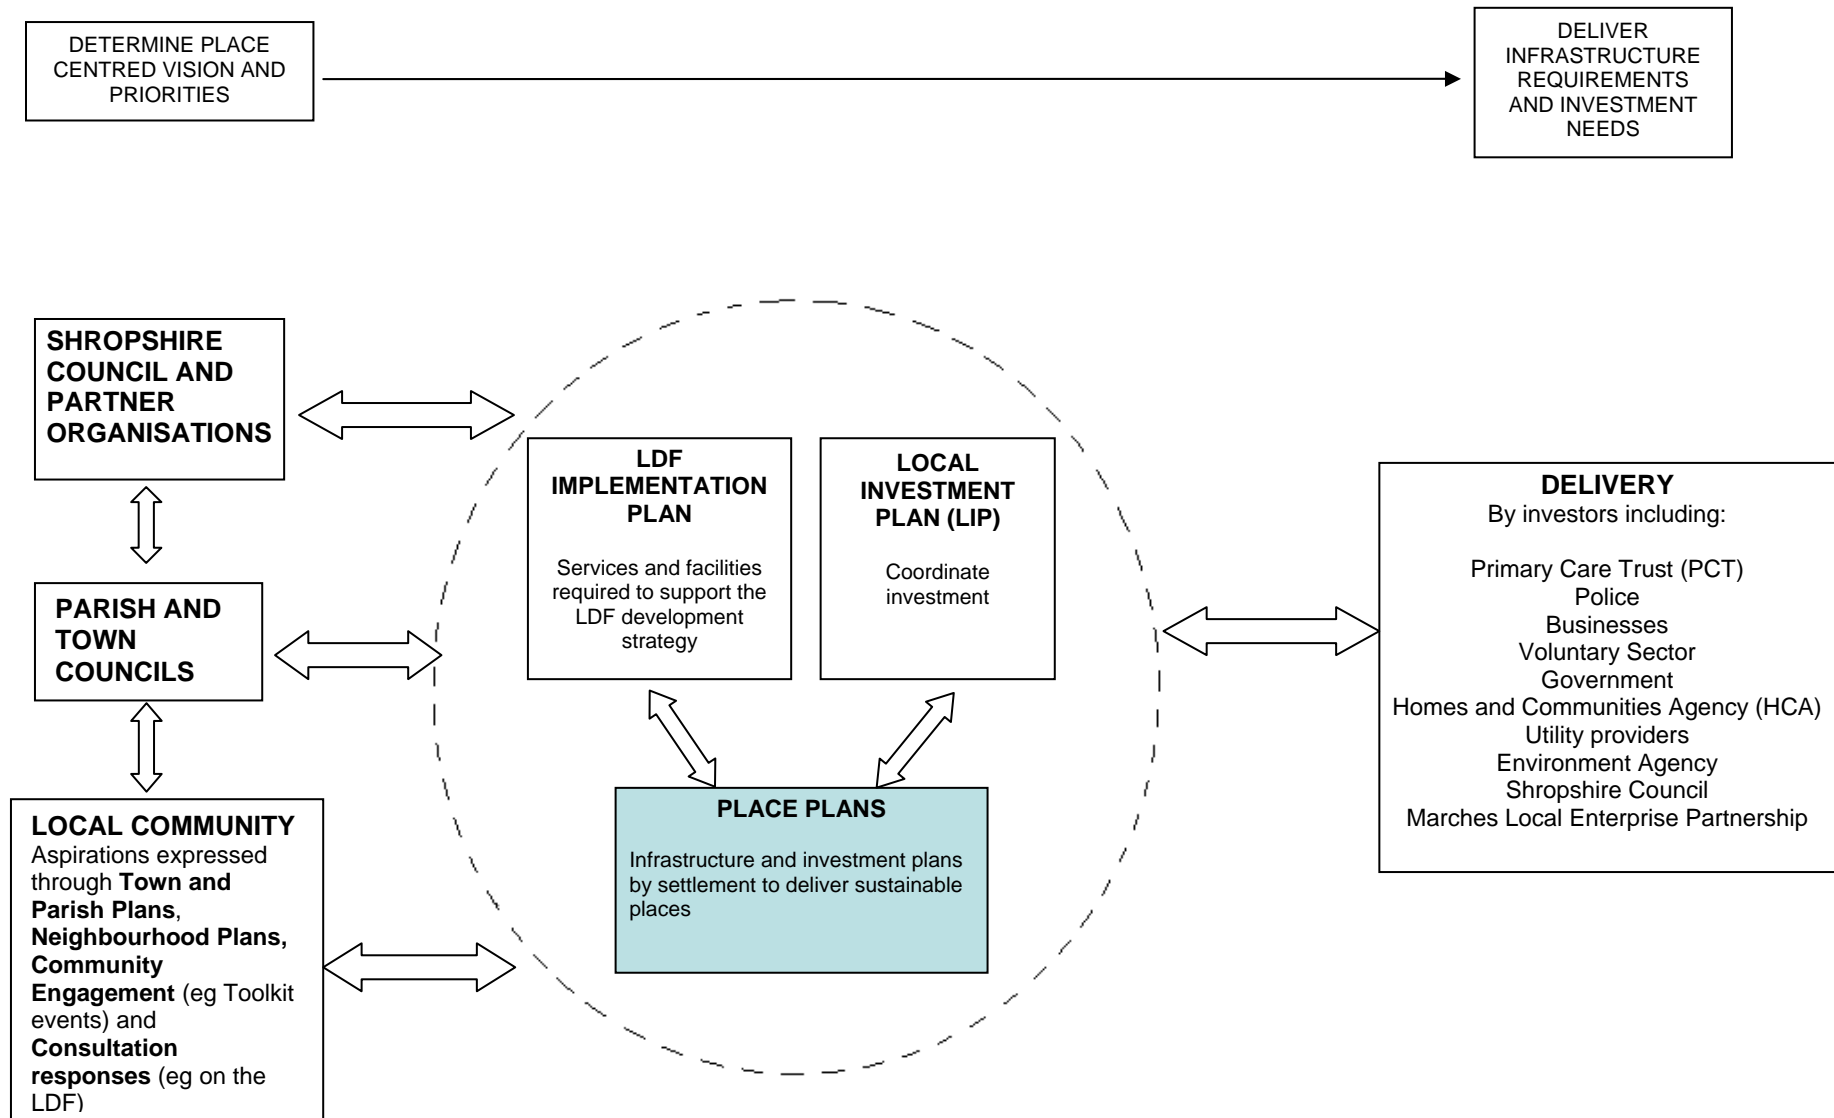 DETERMINE PLACE
CENTRED VISION AND
PRIORITIES
DELIVER
INFRASTRUCTURE
REQUIREMENTS
AND INVESTMENT
NEEDS
SHROPSHIRE
COUNCIL AND
PARTNER
ORGANISATIONS
PARISH AND
TOWN
COUNCILS
LOCAL COMMUNITY
Aspirations expressed
through Town and
Parish Plans,
Neighbourhood Plans,
Community
Engagement (eg Toolkit
events) and
Consultation
responses (eg on the
LDF)
LDF
IMPLEMENTATION
PLAN
Services and facilities
required to support the
LDF development
strategy
LOCAL
INVESTMENT
PLAN (LIP)
Coordinate
investment
PLACE PLANS
Infrastructure and investment plans
by settlement to deliver sustainable
places
DELIVERY
By investors including:
Primary Care Trust (PCT)
Police
Businesses
Voluntary Sector
Government
Homes and Communities Agency (HCA)
Utility providers
Environment Agency
Shropshire Council
Marches Local Enterprise Partnership